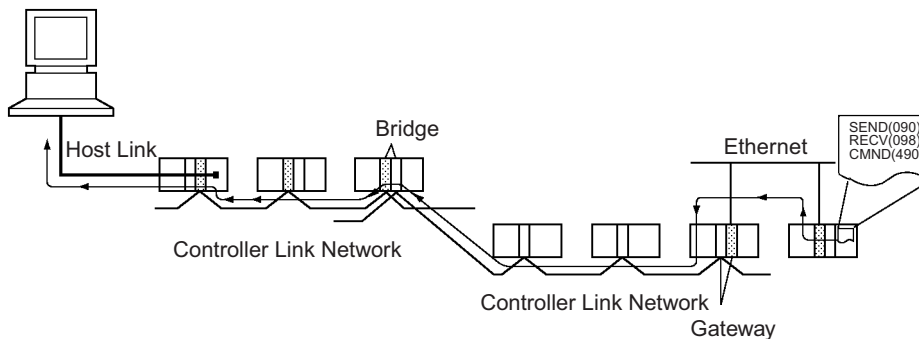 SEND(090)
RECV(098)
CMND(490
Bridge
Host Link
Ethernet
Controller Link Network
Controller Link Network
Gateway